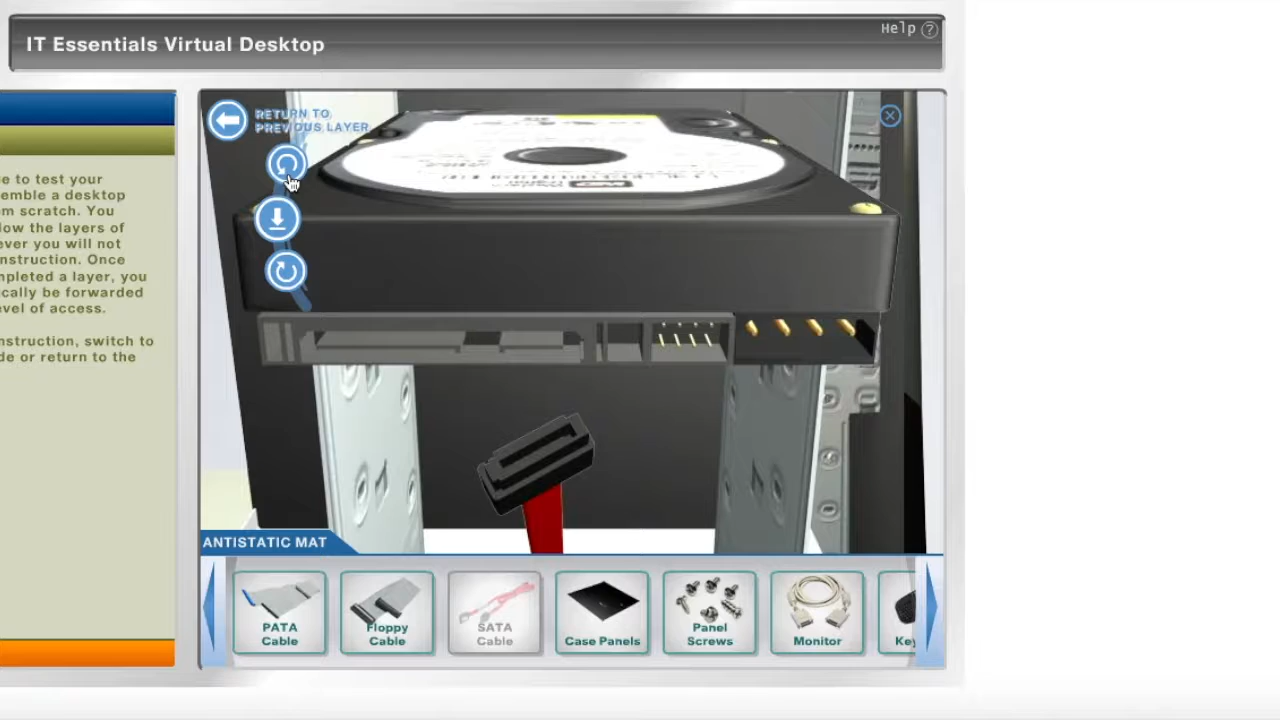 IT Essentials Virtual Desktop
Help ?
RETURN TO
PREVIOUS LAYER
e to test your
emble a desktop
m scratch. You
low the layers of
ever you will not
nstruction. Once
mpleted a layer, you
cally be forwarded
evel of access.
nstruction, switch to
de or return to the
ANTISTATIC MAT
PATA
Cable
Floppy
Cable
SATA
Cable
Case Panels
Panel
Screws
Monitor
Key